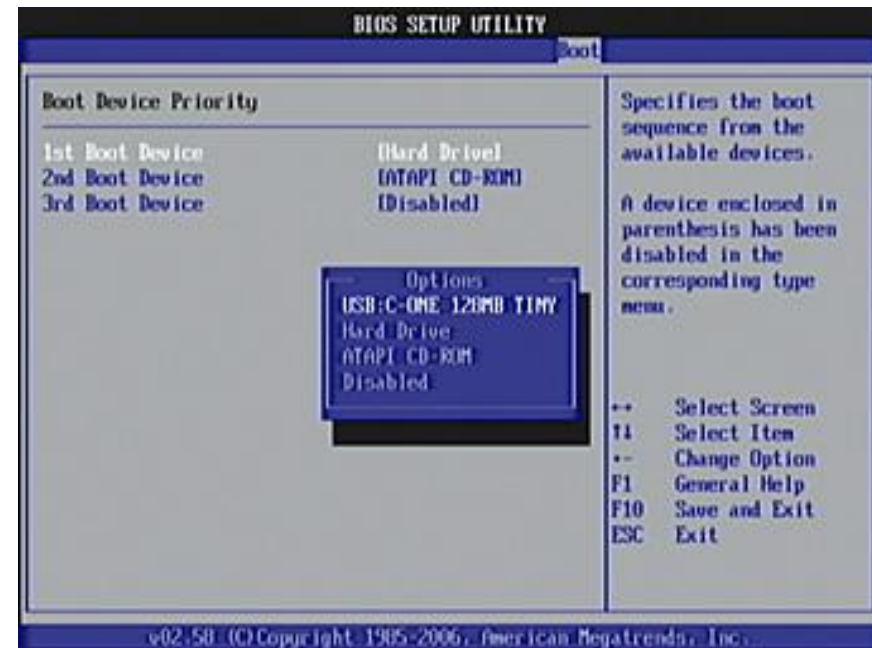 BIOS SETUP UTILITY
Boot
Boot Device Priority
1st Boot Device [Hard Drive]
2nd Boot Device [ATAPI CD-ROM]
3rd Boot Device [Disabled]
Options
USB:C-ONE 128MB TINY
Hard Drive
ATAPI CD-ROM
Disabled
Specifies the boot
sequence from the
available devices.
A device enclosed in
parenthesis has been
disabled in the
corresponding type
menu.
↔ Select Screen
↑↓ Select Item
+- Change Option
F1 General Help
F10 Save and Exit
ESC Exit
v02.58 (C)Copyright 1985-2006, American Megatrends, Inc.